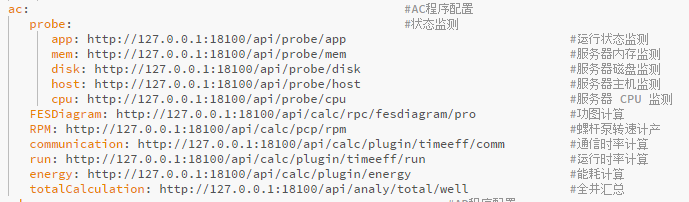 ac: #AC程序配置
probe: #状态监测
app: http://127.0.0.1:18100/api/probe/app #运行状态监测
mem: http://127.0.0.1:18100/api/probe/mem #服务器内存监测
disk: http://127.0.0.1:18100/api/probe/disk #服务器磁盘监测
host: http://127.0.0.1:18100/api/probe/host #服务器主机监测
cpu: http://127.0.0.1:18100/api/probe/cpu #服务器 CPU 监测
FESDiagram: http://127.0.0.1:18100/api/calc/rpc/fesdiagram/pro #功图计算
RPM: http://127.0.0.1:18100/api/calc/pcp/rpm #螺杆泵转速计产
communication: http://127.0.0.1:18100/api/calc/plugin/timeeff/comm #通信时率计算
run: http://127.0.0.1:18100/api/calc/plugin/timeeff/run #运行时率计算
energy: http://127.0.0.1:18100/api/calc/plugin/energy #能耗计算
totalCalculation: http://127.0.0.1:18100/api/analy/total/well #全井汇总